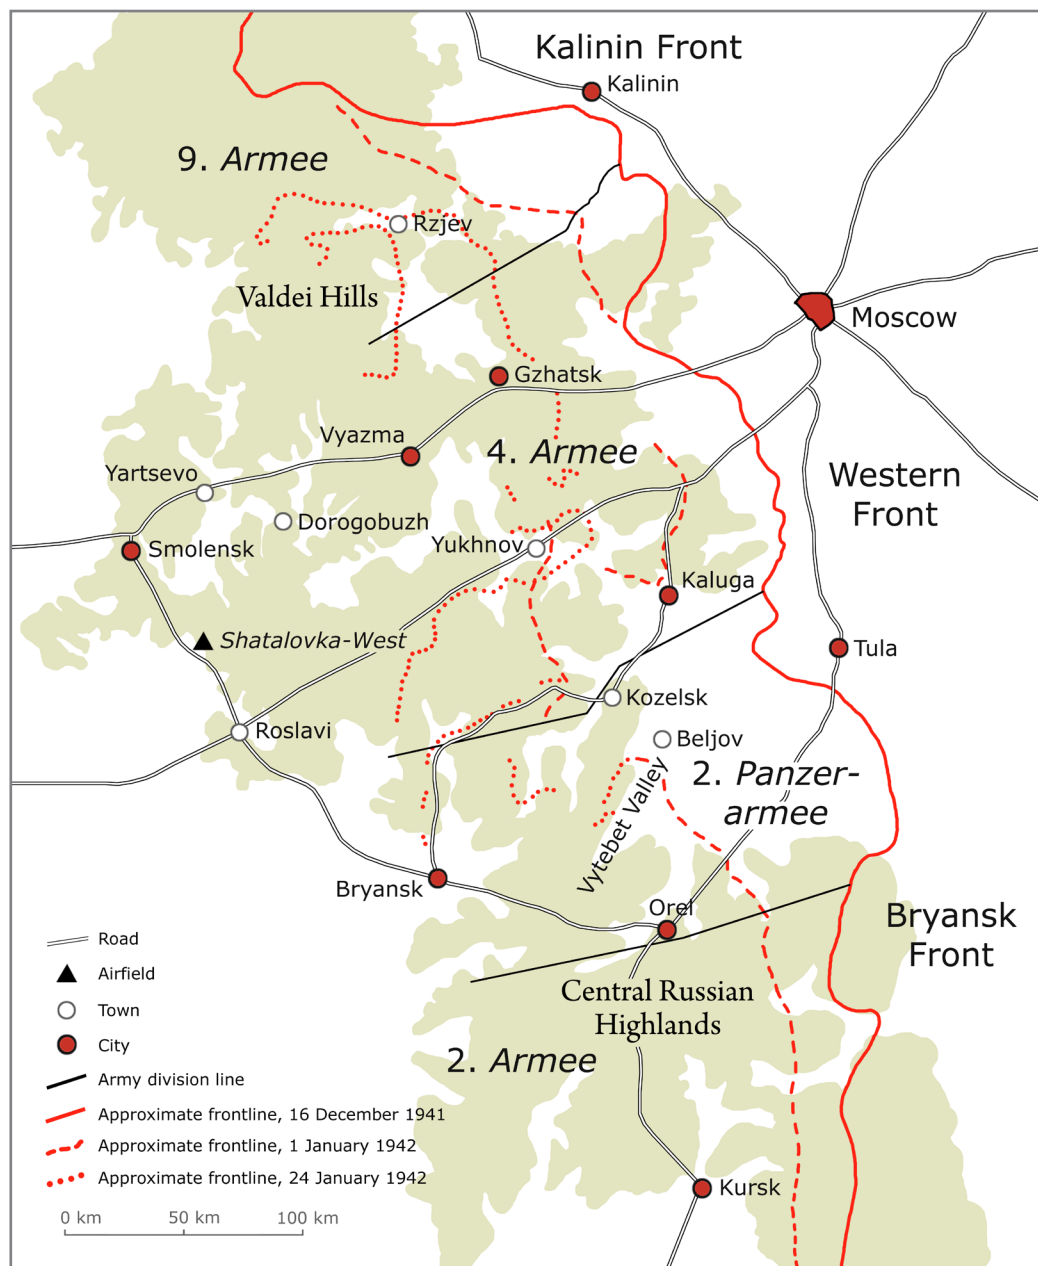 Kalinin Front
Kalinin
9. Armee
Rzjev
Valdei Hills
Moscow
Gzhatsk
Vyazma
4. Armee
Yartsevo
Western
Front
Dorogobuzh
Yukhnov
Smolensk
Kaluga
Shatalovka-West
Tula
Kozelsk
Roslavi
Beljov
2. Panzer-
armee
Vytebet Valley
Bryansk
Orel
Bryansk
Front
Central Russian
Highlands
2. Armee
Kursk
Road
Airfield
Town
City
Army division line
Approximate frontline, 16 December 1941
Approximate frontline, 1 January 1942
Approximate frontline, 24 January 1942
0 km 50 km 100 km